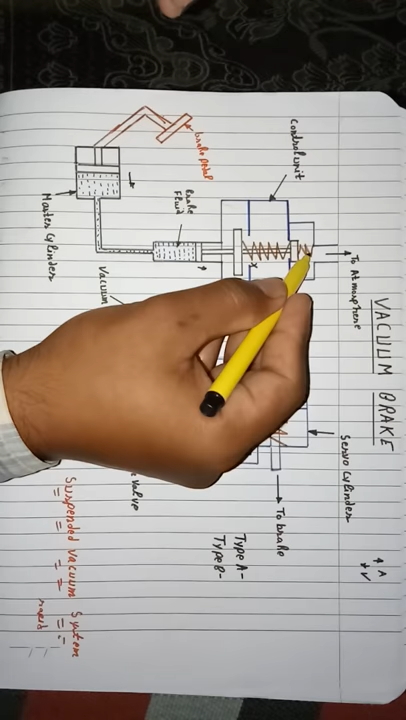 VACUUM BRAKE
To Atmosphere
Control unit
Servo cylinder
↑ A
↓ V
brake pedal
Brake
Fluid
P
x
Master cylinder
Vacuum
valve
To brake
Type A-
Type B-
Suspended vacuum System